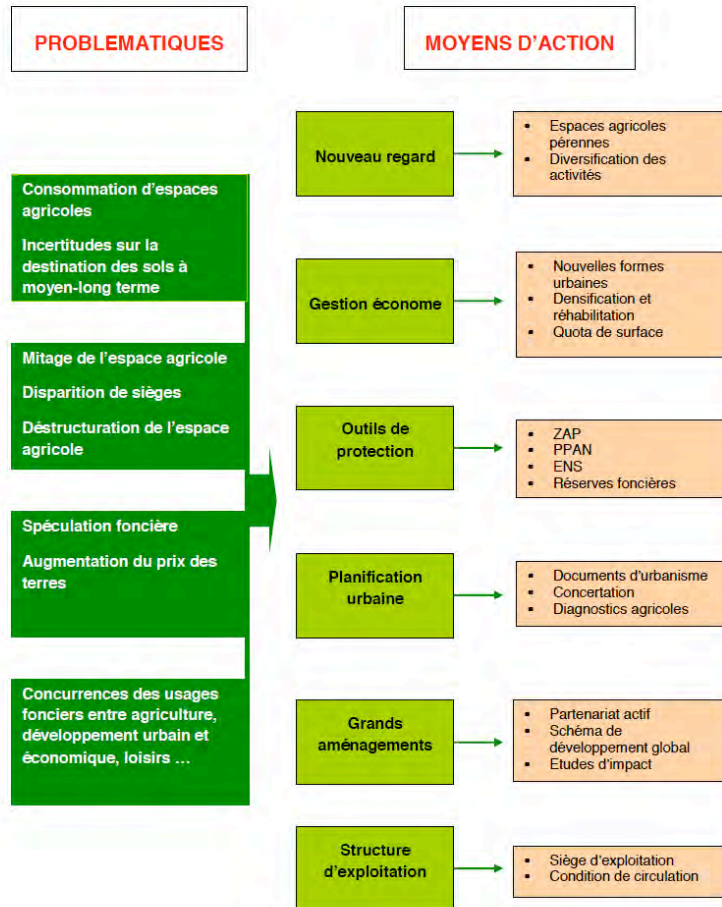 PROBLEMATIQUES
MOYENS D'ACTION
Consommation d'espaces
agricoles
Incertitudes sur la
destination des sols à
moyen-long terme
Mitage de l'espace agricole
Disparition de sièges
Déstructuration de l'espace
agricole
Spéculation foncière
Augmentation du prix des
terres
Concurrences des usages
fonciers entre agriculture,
développement urbain et
économique, loisirs ...
Nouveau regard
• Espaces agricoles
pérennes
• Diversification des
activités
Gestion économe
• Nouvelles formes
urbaines
• Densification et
réhabilitation
• Quota de surface
Outils de
protection
• ZAP
• PPAN
• ENS
• Réserves foncières
Planification
urbaine
• Documents d'urbanisme
• Concertation
• Diagnostics agricoles
Grands
aménagements
• Partenariat actif
• Schéma de
développement global
• Etudes d'impact
Structure
d'exploitation
• Siège d'exploitation
• Condition de circulation